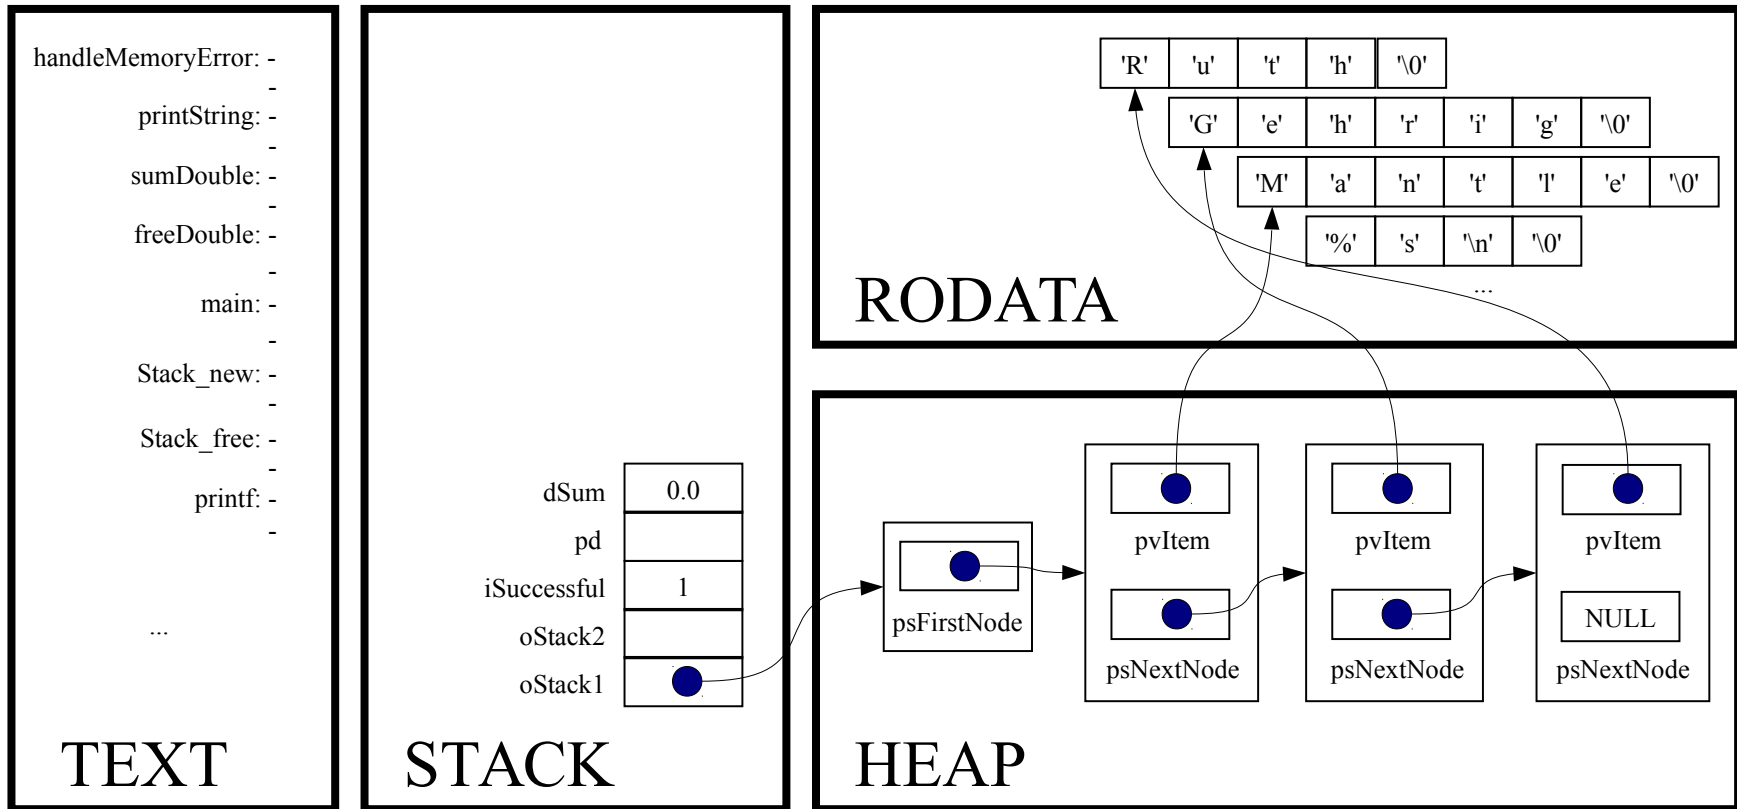 handleMemoryError: -
-
printString: -
-
sumDouble: -
-
freeDouble: -
-
main: -
-
Stack_new: -
-
Stack_free: -
-
printf: -
-
...
TEXT
dSum 0.0
pd
iSuccessful 1
oStack2
oStack1
STACK
'R' 'u' 't' 'h' '\0'
'G' 'e' 'h' 'r' 'i' 'g' '\0'
'M' 'a' 'n' 't' 'l' 'e' '\0'
'%' 's' '\n' '\0'
...
RODATA
pvItem pvItem pvItem
psFirstNode NULL
psNextNode psNextNode psNextNode
HEAP